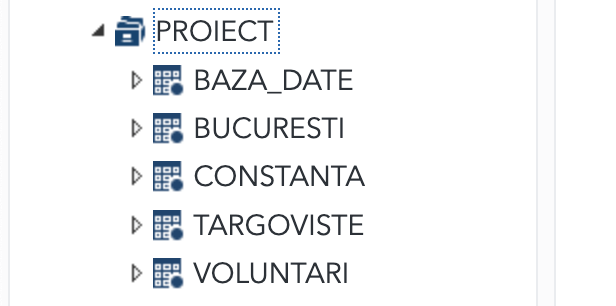 PROIECT
BAZA_DATE
BUCURESTI
CONSTANTA
TARGOVISTE
VOLUNTARI